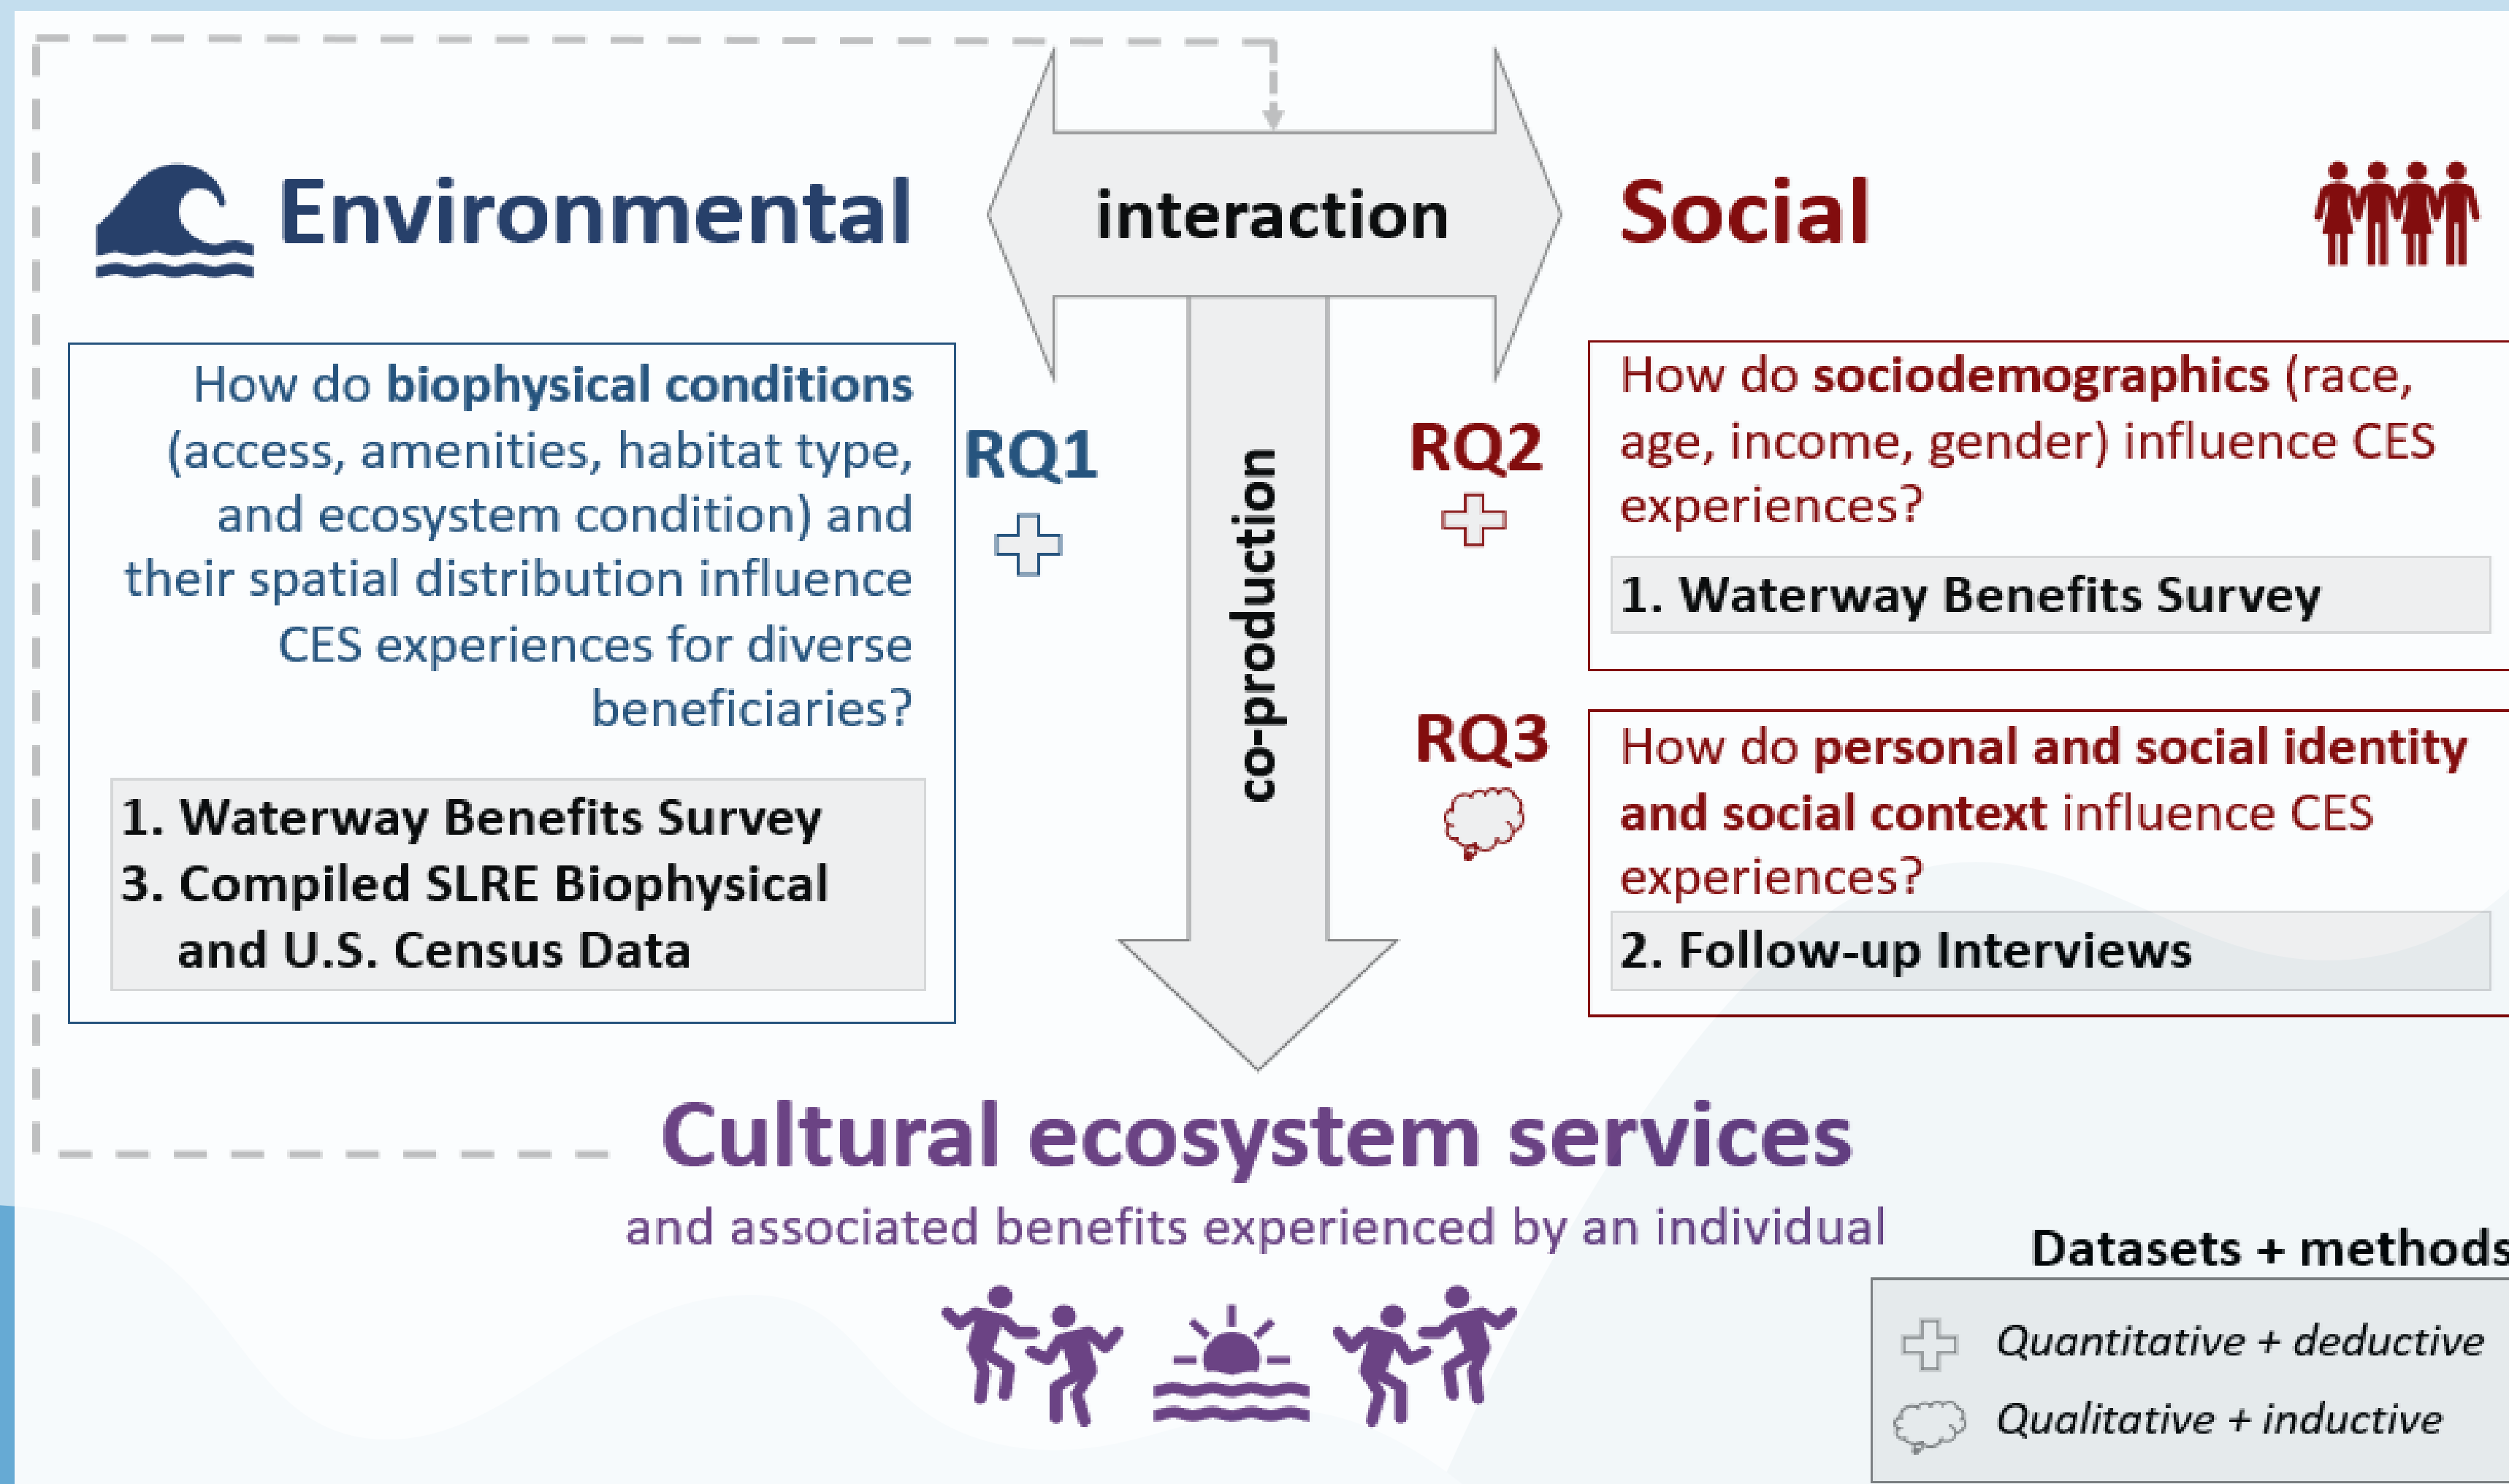 Environmental
interaction
Social
How do biophysical conditions
(access, amenities, habitat type,
and ecosystem condition) and
their spatial distribution influence
CES experiences for diverse
beneficiaries?
1. Waterway Benefits Survey
3. Compiled SLRE Biophysical
and U.S. Census Data
RQ1
co-production
RQ2
How do sociodemographics (race,
age, income, gender) influence CES
experiences?
1. Waterway Benefits Survey
RQ3
How do personal and social identity
and social context influence CES
experiences?
2. Follow-up Interviews
Cultural ecosystem services
and associated benefits experienced by an individual
Datasets + methods
Quantitative + deductive
Qualitative + inductive